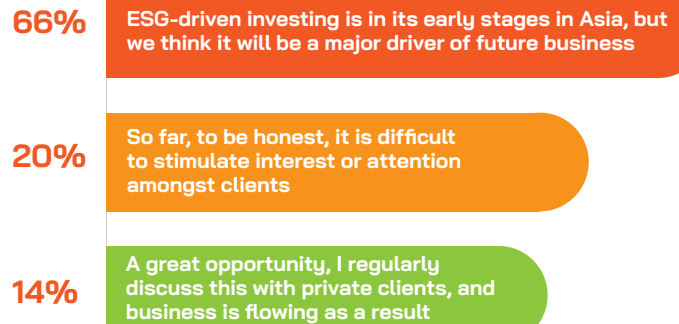 66%
ESG-driven investing is in its early stages in Asia, but
we think it will be a major driver of future business
20%
So far, to be honest, it is difficult
to stimulate interest or attention
amongst clients
14%
A great opportunity, I regularly
discuss this with private clients, and
business is flowing as a result